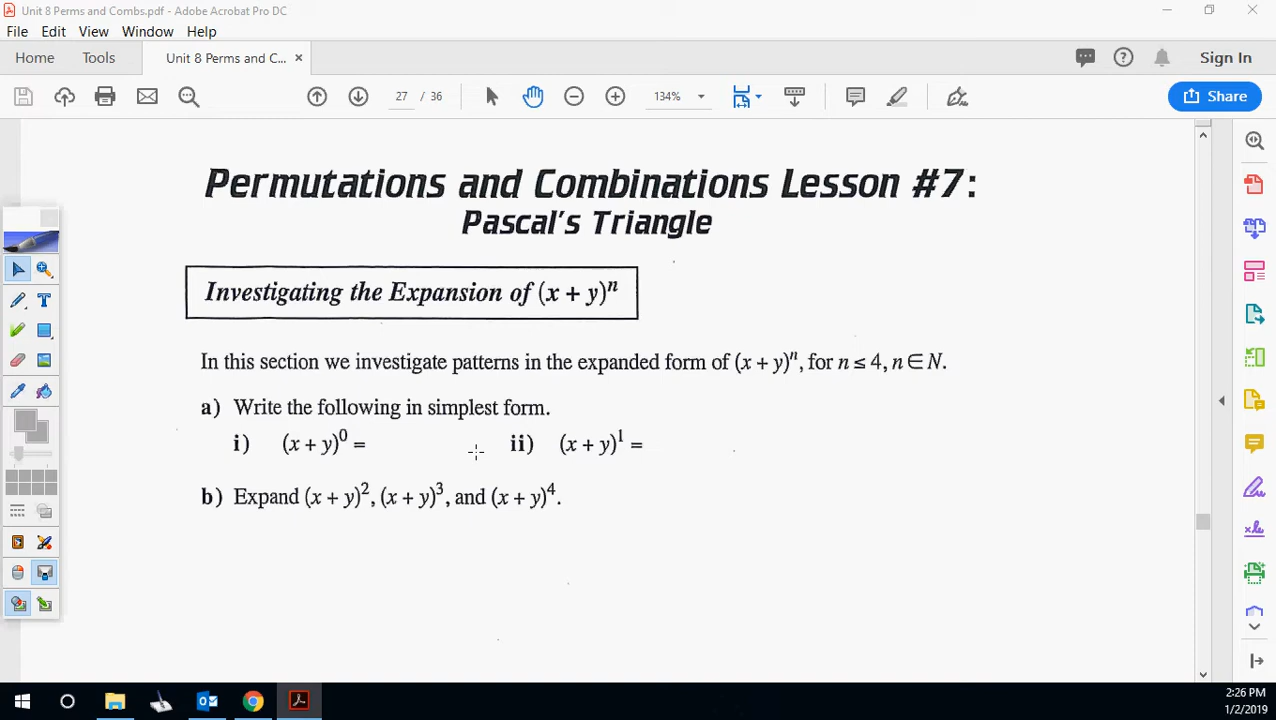 Unit 8 Perms and Combs.pdf - Adobe Acrobat Pro DC
File Edit View Window Help
Home Tools Unit 8 Perms and C... ×
27 / 36 134% Share
Sign In
Permutations and Combinations Lesson #7:
Pascal's Triangle
Investigating the Expansion of (x + y)ⁿ
In this section we investigate patterns in the expanded form of (x + y)ⁿ, for n ≤ 4, n ∈ N.
a) Write the following in simplest form.
i) (x + y)⁰ = ii) (x + y)¹ =
b) Expand (x + y)², (x + y)³, and (x + y)⁴.
2:26 PM
1/2/2019